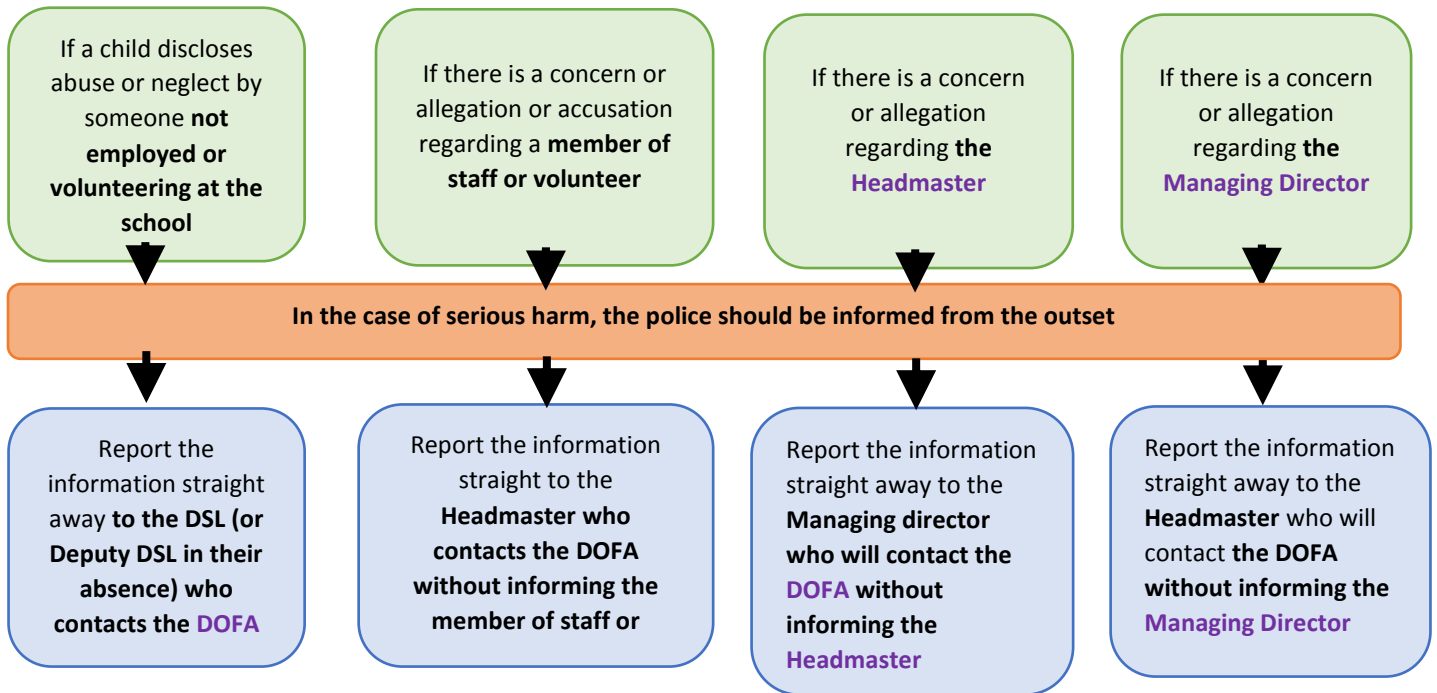 If a child discloses
abuse or neglect by
someone not
employed or
volunteering at the
school
If there is a concern or
allegation or accusation
regarding a member of
staff or volunteer
If there is a concern
or allegation
regarding the
Headmaster
If there is a concern
or allegation
regarding the
Managing Director
In the case of serious harm, the police should be informed from the outset
Report the
information straight
away to the DSL (or
Deputy DSL in their
absence) who
contacts the DOFA
Report the information
straight to the
Headmaster who
contacts the DOFA
without informing the
member of staff or
Report the information
straight away to the
Managing director
who will contact the
DOFA without
informing the
Headmaster
Report the information
straight away to the
Headmaster who will
contact the DOFA
without informing the
Managing Director